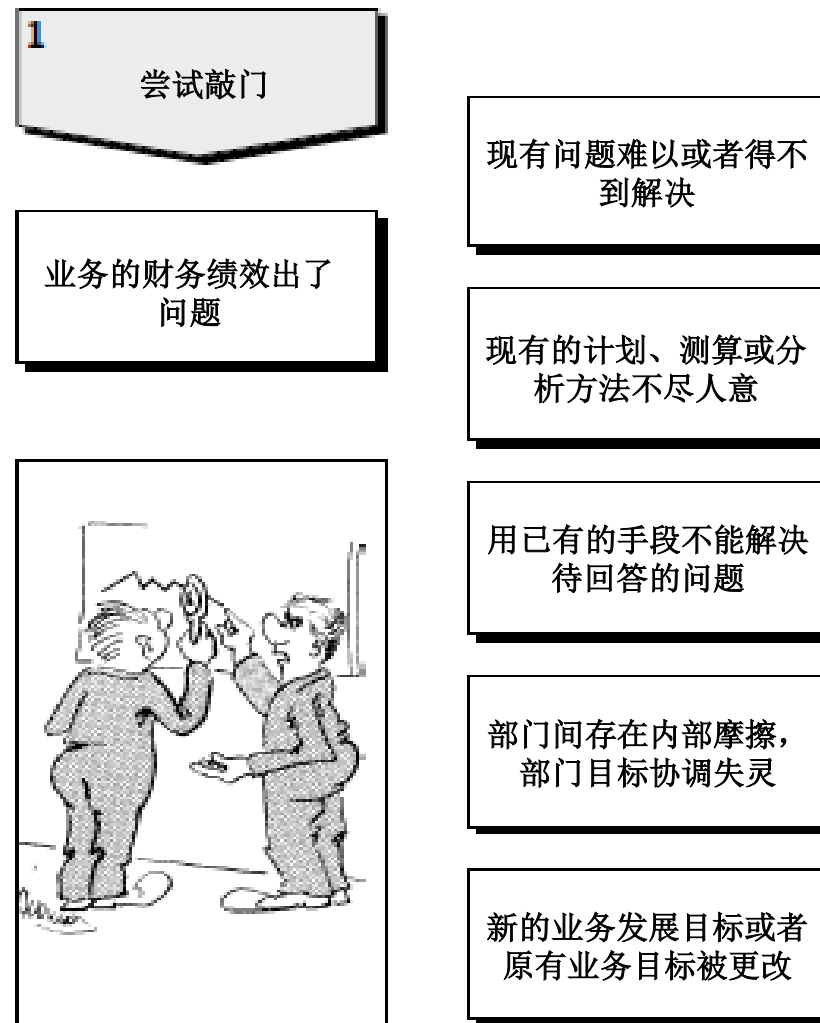 1
尝试敲门
业务的财务绩效出了
问题
现有问题难以或者得不
到解决
现有的计划、测算或分
析方法不尽人意
用已有的手段不能解决
待回答的问题
部门间存在内部摩擦，
部门目标协调失灵
新的业务发展目标或者
原有业务目标被更改